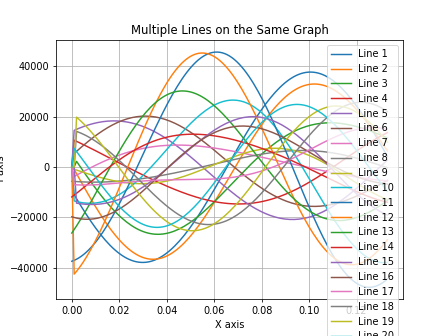 Multiple Lines on the Same Graph
40000
20000
0
−20000
−40000
0.00
0.02
0.04
0.06
0.08
0.10
X axis
Line 1
Line 2
Line 3
Line 4
Line 5
Line 6
Line 7
Line 8
Line 9
Line 10
Line 11
Line 12
Line 13
Line 14
Line 15
Line 16
Line 17
Line 18
Line 19
Line 20